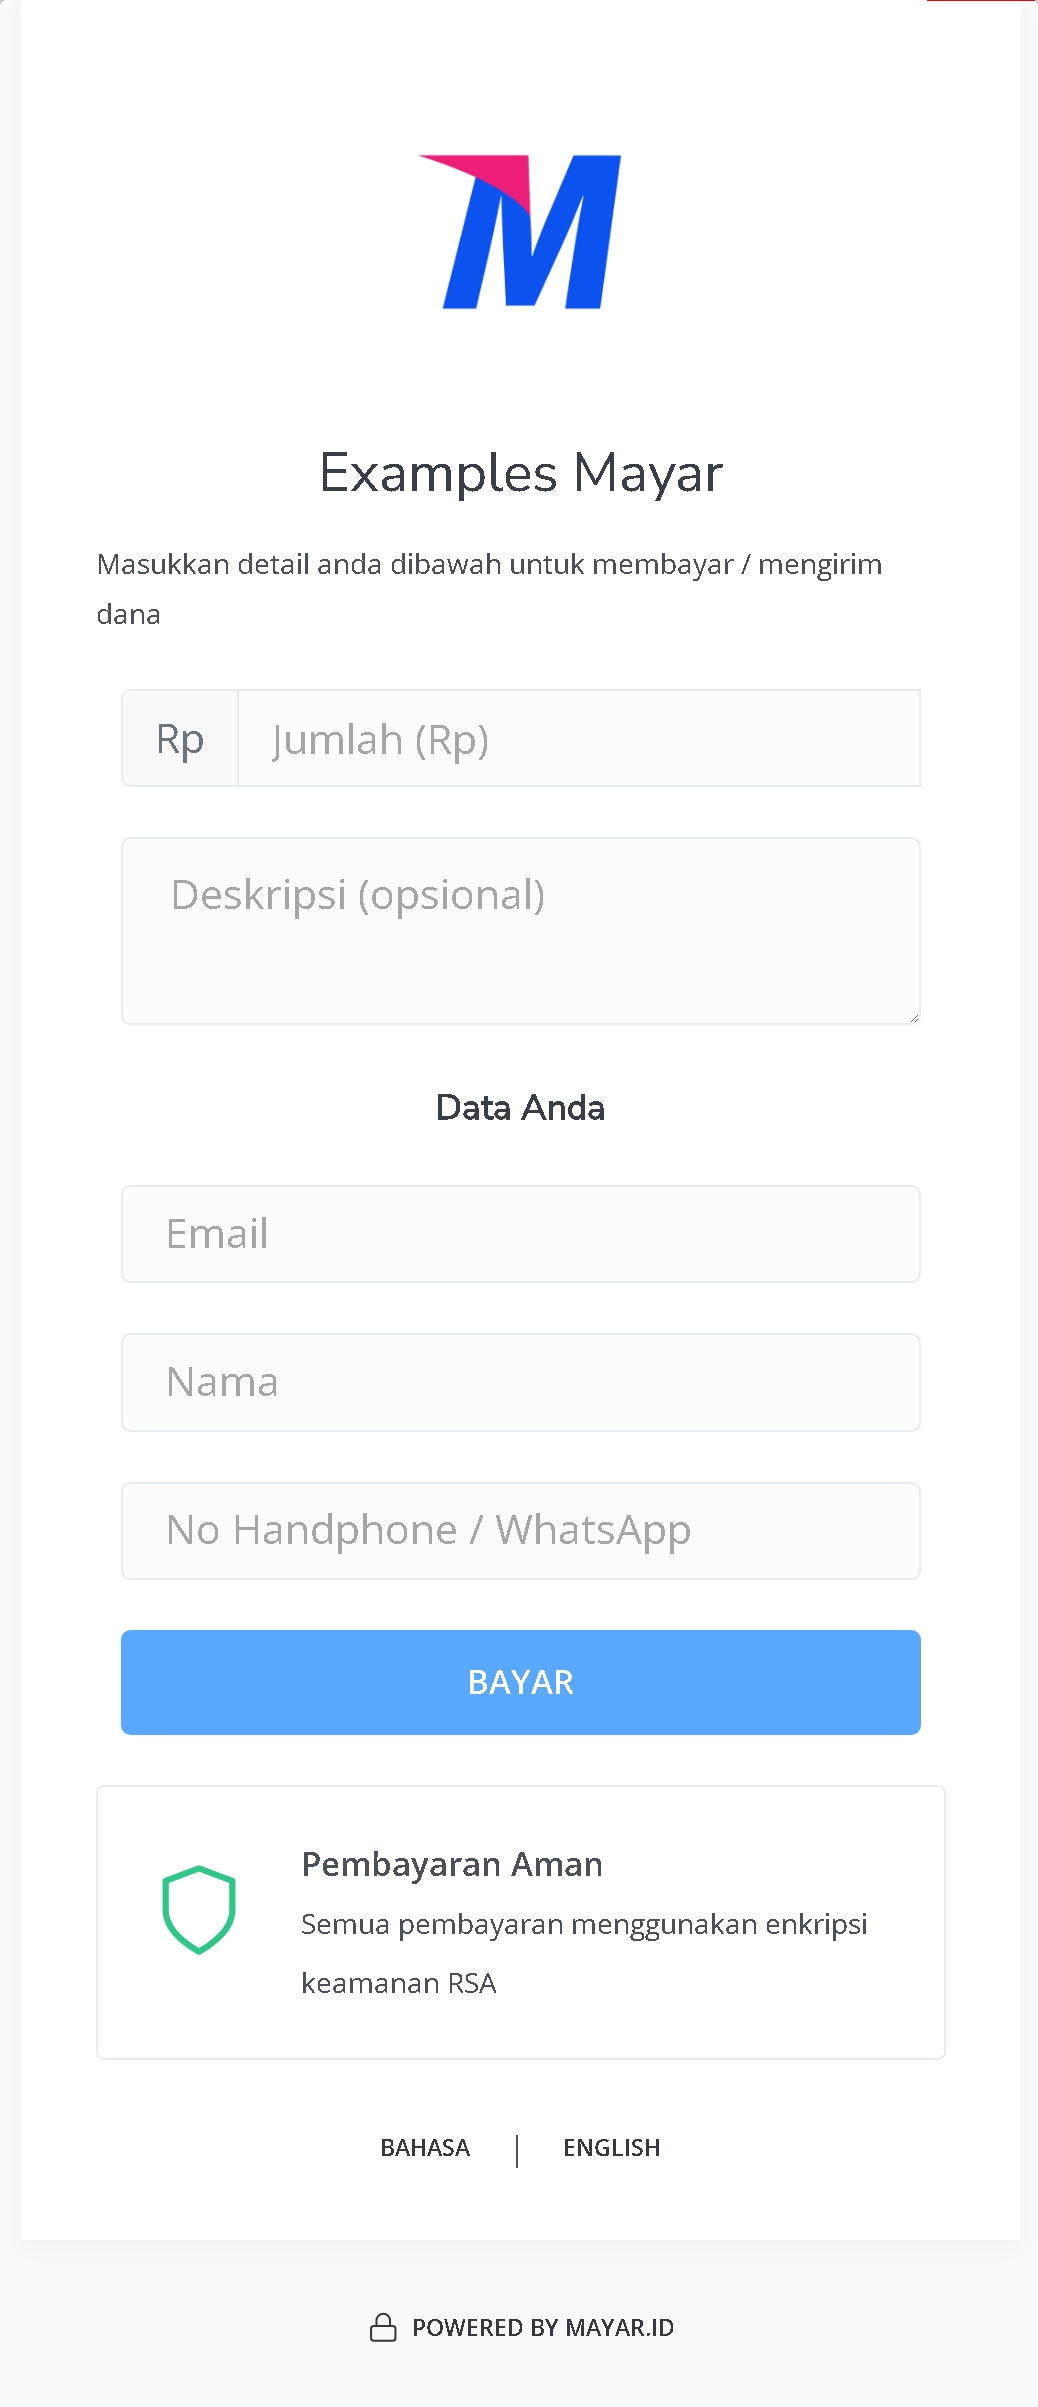 M
Examples Mayar
Masukkan detail anda dibawah untuk membayar / mengirim
dana
Rp Jumlah (Rp)
Deskripsi (opsional)
Data Anda
Email
Nama
No Handphone / WhatsApp
BAYAR
Pembayaran Aman
Semua pembayaran menggunakan enkripsi
keamanan RSA
BAHASA | ENGLISH
POWERED BY MAYAR.ID